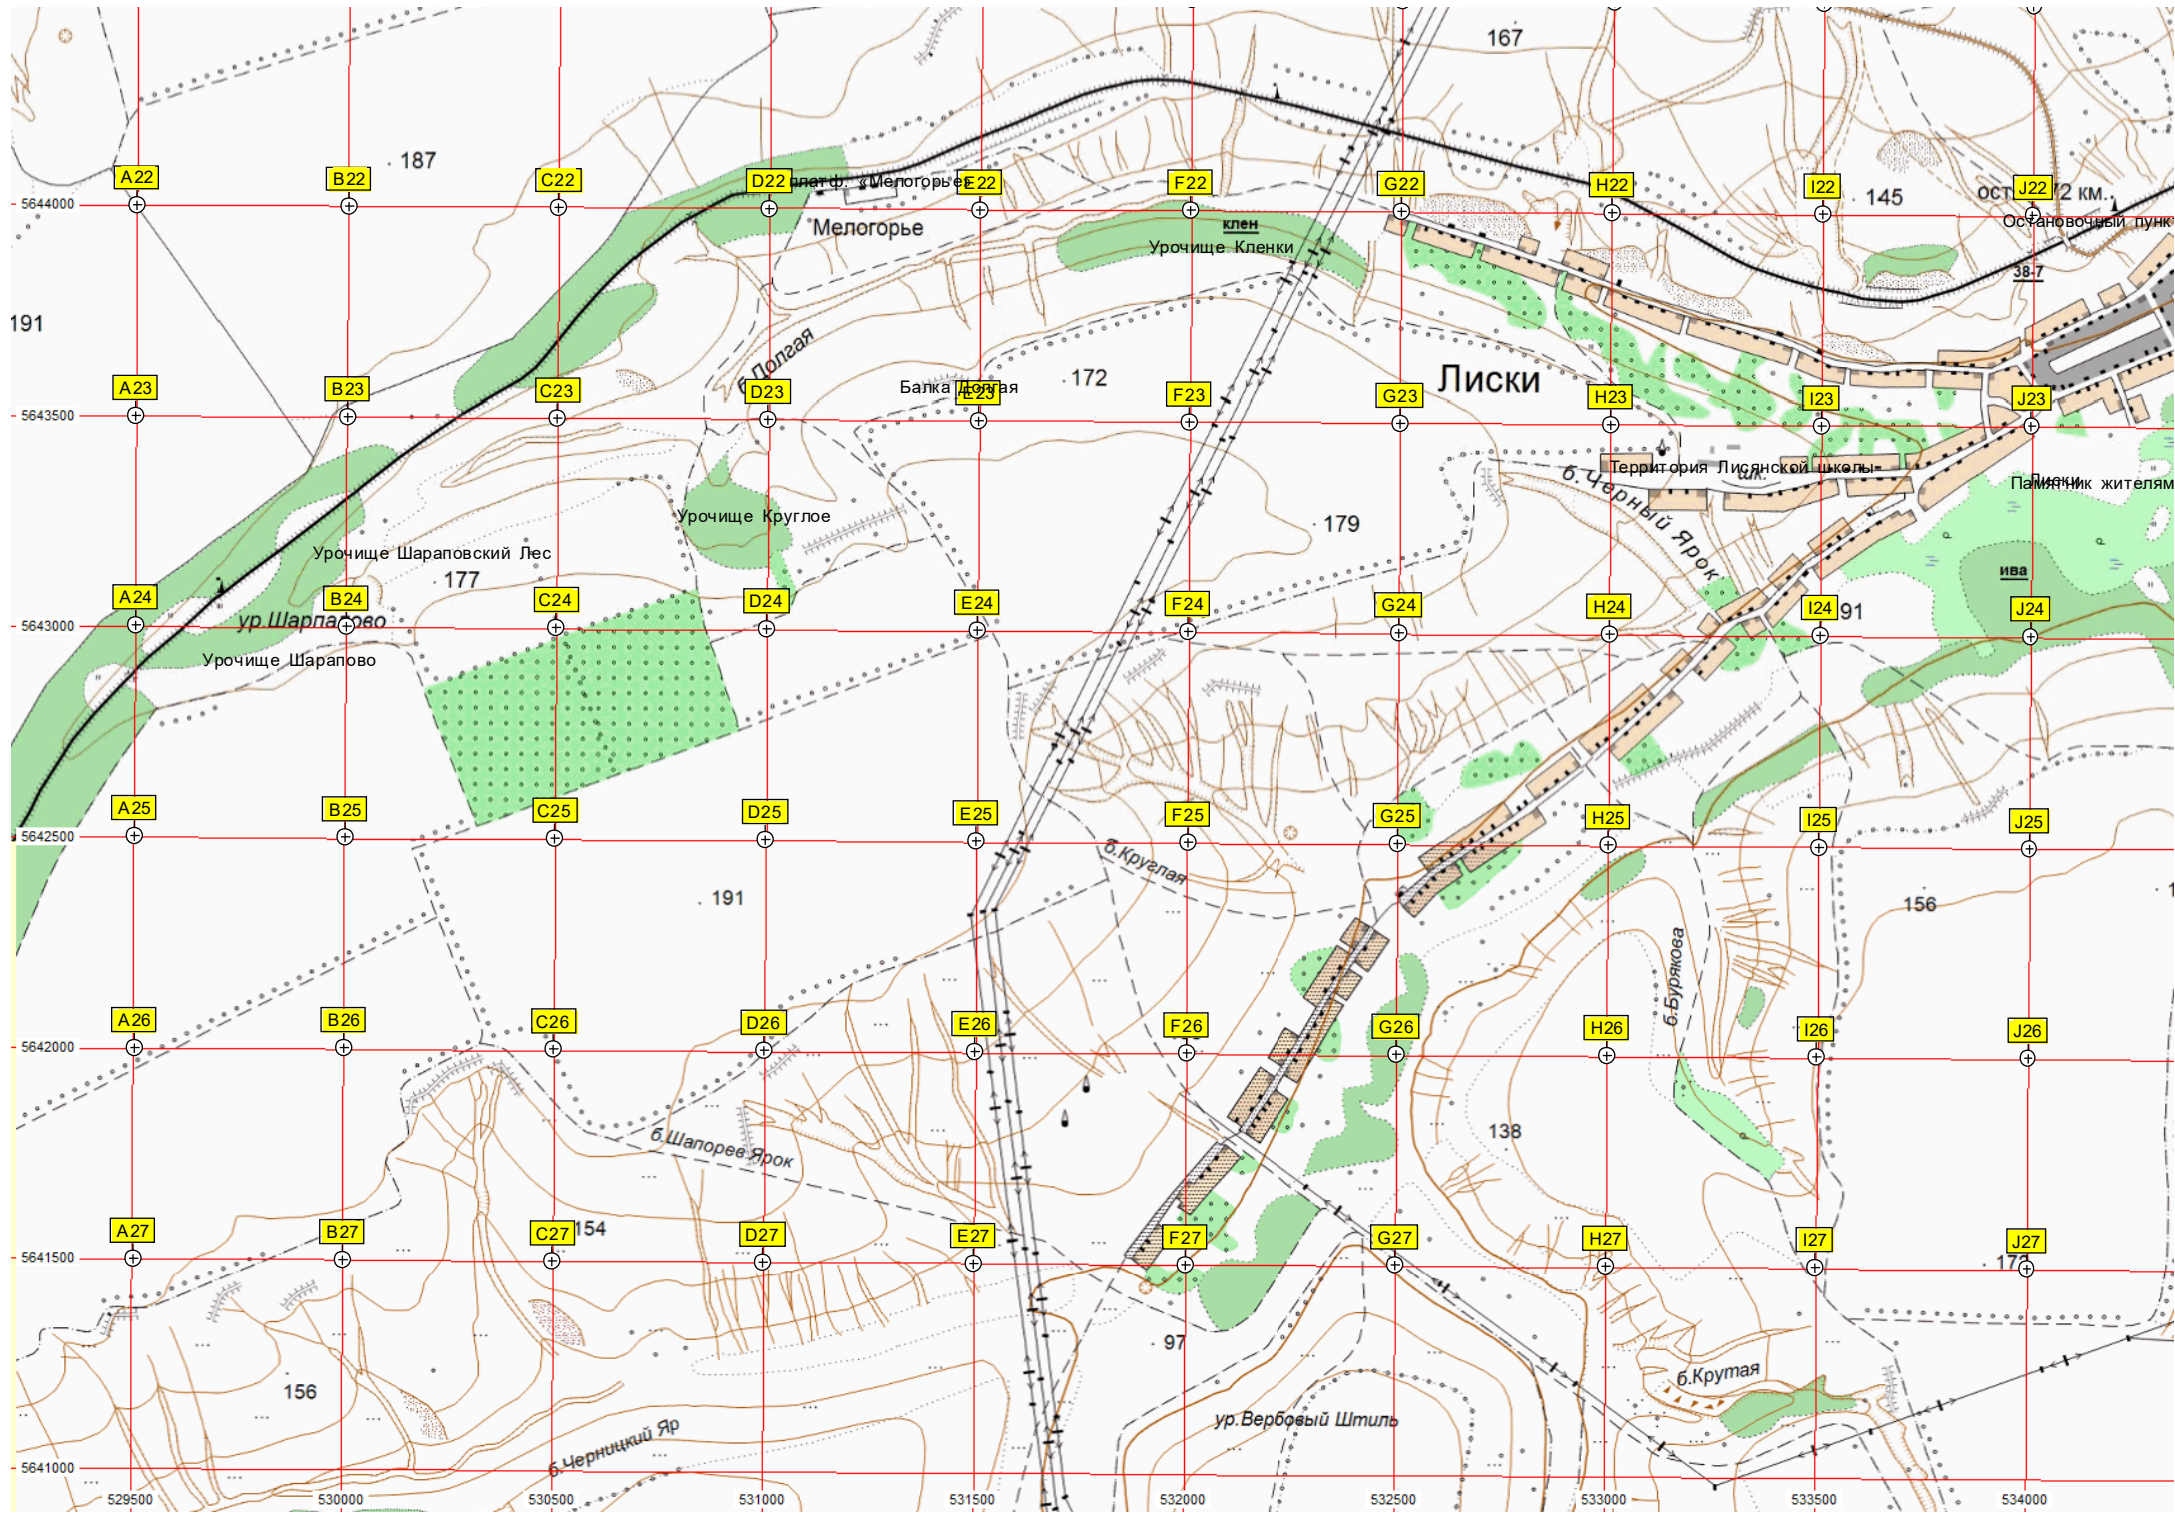 167
187
A22
B22
C22
D22
платф. «Мелогорье»
E22
F22
G22
H22
I22
145
J22
2 км.
5644000
Мелогорье
клен
Урочище Кленки
Остановочный пунк
38-7
191
б.Долгая
172
Лиски
A23
B23
C23
D23
Балка Долгая
E23
F23
G23
H23
I23
J23
5643500
Территория Лисянской школы
шк.
б.Черный Ярок
Памятник жителям
Урочище Круглое
179
Урочище Шараповский Лес
177
ива
A24
B24
C24
D24
E24
F24
G24
H24
I24
91
J24
5643000
ур.Шарпарово
Урочище Шарапово
A25
B25
C25
D25
E25
F25
G25
H25
I25
J25
5642500
б.Круглая
191
156
б.Бурякова
A26
B26
C26
D26
E26
F26
G26
H26
I26
J26
5642000
б.Шапорев Ярок
138
A27
B27
C27
154
D27
E27
F27
G27
H27
I27
J27
5641500
97
156
б.Крутая
ур.Вербовый Штиль
б.Черницкий Яр
5641000
529500
530000
530500
531000
531500
532000
532500
533000
533500
534000